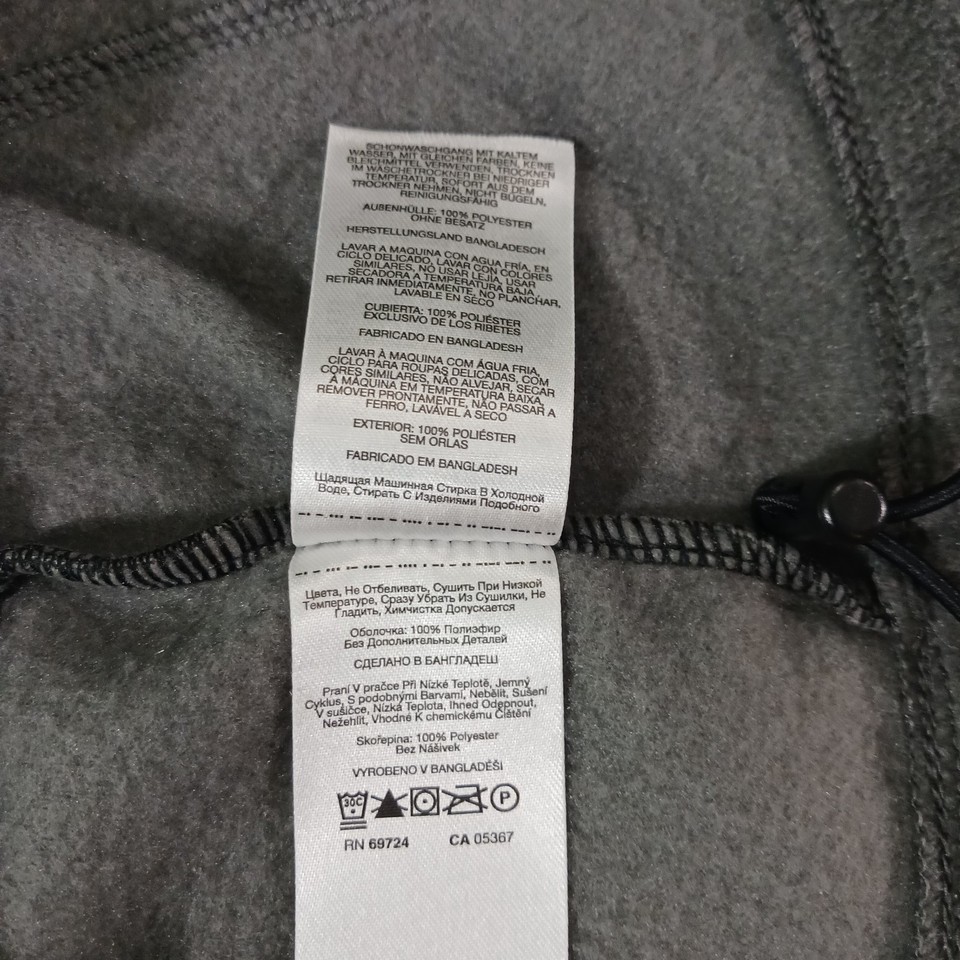 SCHONWASCHGANG MIT KALTEM
WASSER, MIT GLEICHEN FARBEN, KEINE
BLEICHMITTEL VERWENDEN, TROCKNEN
IM WÄSCHETROCKNER BEI NIEDRIGER
TEMPERATUR, SOFORT AUS DEM
TROCKNER NEHMEN, NICHT BÜGELN,
REINIGUNGSFÄHIG
AUßENHÜLLE: 100% POLYESTER
OHNE BESATZ
HERSTELLUNGSLAND BANGLADESCH
LAVAR A MAQUINA CON AGUA FRÍA, EN
CICLO DELICADO, LAVAR CON COLORES
SIMILARES, NO USAR LEJÍA, USAR
SECADORA A TEMPERATURA BAJA,
RETIRAR INMEDIATAMENTE, NO PLANCHAR,
LAVABLE EN SECO
CUBIERTA: 100% POLIÉSTER
EXCLUSIVO DE LOS RIBETES
FABRICADO EN BANGLADESH
LAVAR À MAQUINA COM ÁGUA FRIA,
CICLO PARA ROUPAS DELICADAS, COM
CORES SIMILARES, NÃO ALVEJAR, SECAR
À MÁQUINA EM TEMPERATURA BAIXA,
REMOVER PRONTAMENTE, NÃO PASSAR A
FERRO, LAVÁVEL À SECO
EXTERIOR: 100% POLIÉSTER
SEM ORLAS
FABRICADO EM BANGLADESH
Щадящая Машинная Стирка В Холодной
Воде, Стирать С Изделиями Подобного
Цвета, Не Отбеливать, Сушить При Низкой
Температуре, Сразу Убрать Из Сушилки, Не
Гладить, Химчистка Допускается
Оболочка: 100% Полиэфир
Без Дополнительных Деталей
СДЕЛАНО В БАНГЛАДЕШ
Praní V pračce Při Nízké Teplotě, Jemný
Cyklus, S podobnými Barvami, Nebělit, Sušení
V sušičce, Nízká Teplota, Ihned Odepnout,
Nežehlit, Vhodné K chemickému Čištění
Skořepina: 100% Polyester
Bez Nášivek
VYROBENO V BANGLADÉŠI
30C P
RN 69724 CA 05367